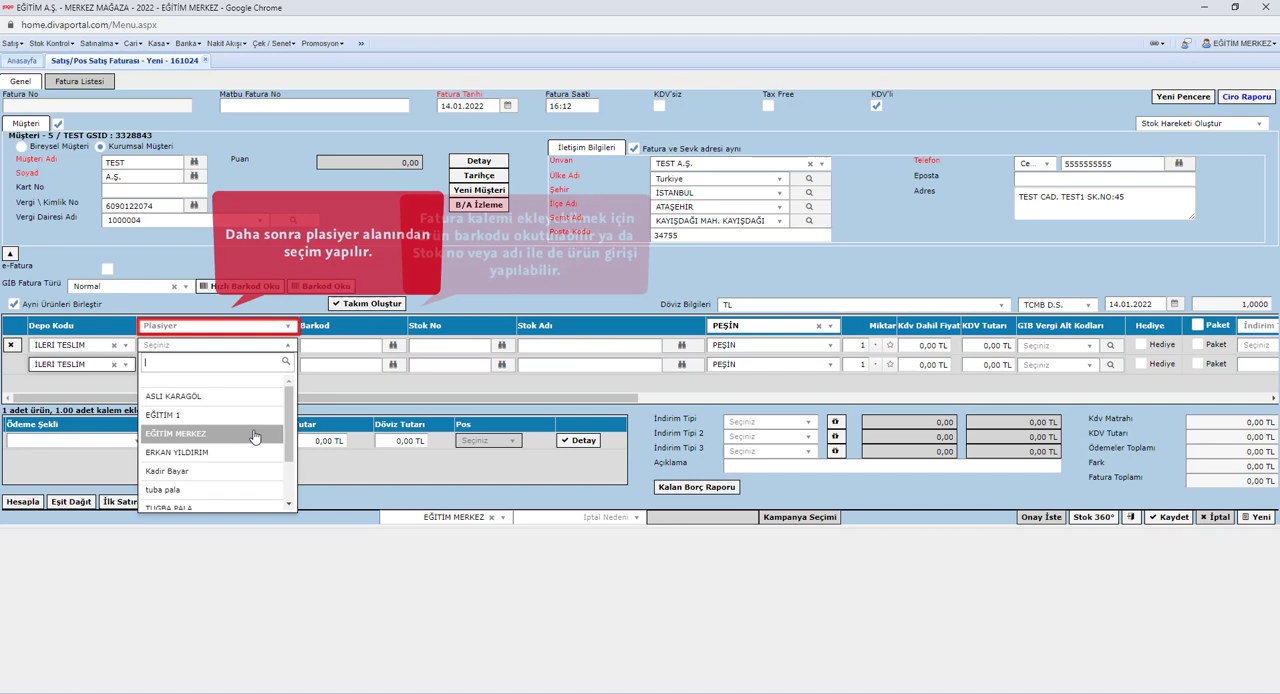 EĞİTİM A.Ş. - MERKEZ MAĞAZA - 2022 - EĞİTİM MERKEZ - Google Chrome
home.divaportal.com/Menu.aspx
Satış Stok Kontrol Satınalma Cari Kasa Banka Nakit Akışı Çek / Senet Promosyon » EĞİTİM MERKEZ
Anasayfa Satış/Pos Satış Faturası - Yeni - 161024
Genel Fatura Listesi
Fatura No Matbu Fatura No Fatura Tarihi Fatura Saati KDV'siz Tax Free KDV'li
14.01.2022 16:12 Yeni Pencere Ciro Raporu
Müşteri Stok Hareketi Oluştur
Müşteri - 5 / TEST GSID : 3328843
Bireysel Müşteri Kurumsal Müşteri İletişim Bilgileri Fatura ve Sevk adresi aynı
Müşteri Adı TEST Puan 0,00 Detay Ünvan TEST A.Ş. Telefon Ce... 5555555555
Soyad A.Ş. Tarihçe Ülke Adı Turkiye Eposta
Kart No Yeni Müşteri Şehir İSTANBUL Adres TEST CAD. TEST1 SK.NO:45
Vergi \ Kimlik No 6090122074 B/A İzleme İlçe Adı ATAŞEHİR
Vergi Dairesi Adı 1000004 Semt Adı KAYIŞDAĞI MAH. KAYIŞDAĞI
Posta Kodu 34755
Daha sonra plasiyer alanından
seçim yapılır.
Fatura kalemi ekleyebilmek için
ürün barkodu okutulabilir ya da
Stok no veya adı ile de ürün girişi
yapılabilir.
e-Fatura
GİB Fatura Türü Normal Hızlı Barkod Oku Barkod Oku
Ayni Ürünleri Birleştir Takım Oluştur Döviz Bilgileri TL TCMB D.S. 14.01.2022 1,0000
Depo Kodu Plasiyer Barkod Stok No Stok Adı PEŞİN Miktar Kdv Dahil Fiyat KDV Tutarı GIB Vergi Alt Kodları Hediye Paket İndirim
İLERİ TESLİM Seçiniz PEŞİN 1 0,00 TL 0,00 TL Seçiniz Hediye Paket Seçiniz
İLERİ TESLİM PEŞİN 1 0,00 TL 0,00 TL Seçiniz Hediye Paket
ASLI KARAGÖL
EĞİTİM 1
EĞİTİM MERKEZ
ERKAN YILDIRIM
Kadir Bayar
tuba pala
TUĞBA PALA
1 adet ürün, 1.00 adet kalem ekle
Ödeme Şekli Tutar Döviz Tutarı Pos
0,00 TL 0,00 TL Seçiniz Detay
İndirim Tipi Seçiniz 0,00 0,00 TL Kdv Matrahı 0,00 TL
İndirim Tipi 2 Seçiniz 0,00 0,00 TL KDV Tutarı 0,00 TL
İndirim Tipi 3 Seçiniz 0,00 0,00 TL Ödemeler Toplamı 0,00 TL
Açıklama Fark 0,00 TL
Kalan Borç Raporu Fatura Toplamı 0,00 TL
Hesapla Eşit Dağıt İlk Satır
EĞİTİM MERKEZ İptal Nedeni Kampanya Seçimi Onay İste Stok 360° Kaydet İptal Yeni